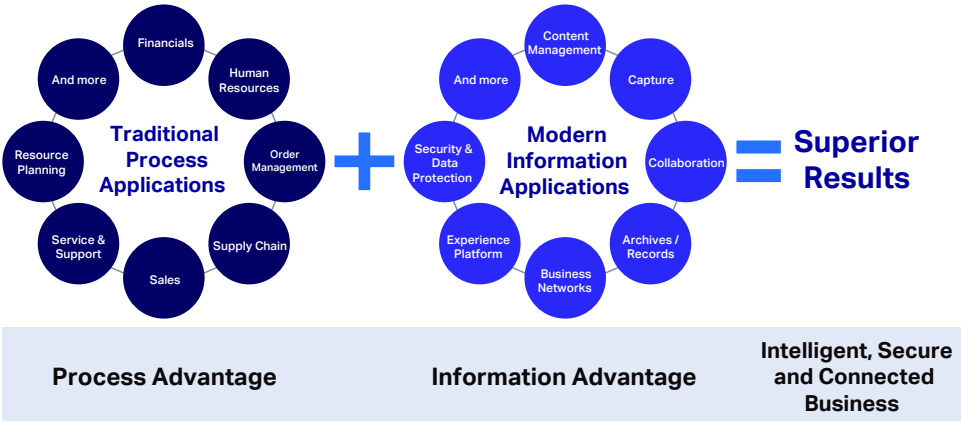 Financials
Human
Resources
Order
Management
Supply Chain
Sales
Service &
Support
Resource
Planning
And more
Traditional
Process
Applications
Content
Management
Capture
Collaboration
Archives /
Records
Business
Networks
Experience
Platform
Security &
Data
Protection
And more
Modern
Information
Applications
Superior
Results
Process Advantage
Information Advantage
Intelligent, Secure
and Connected
Business